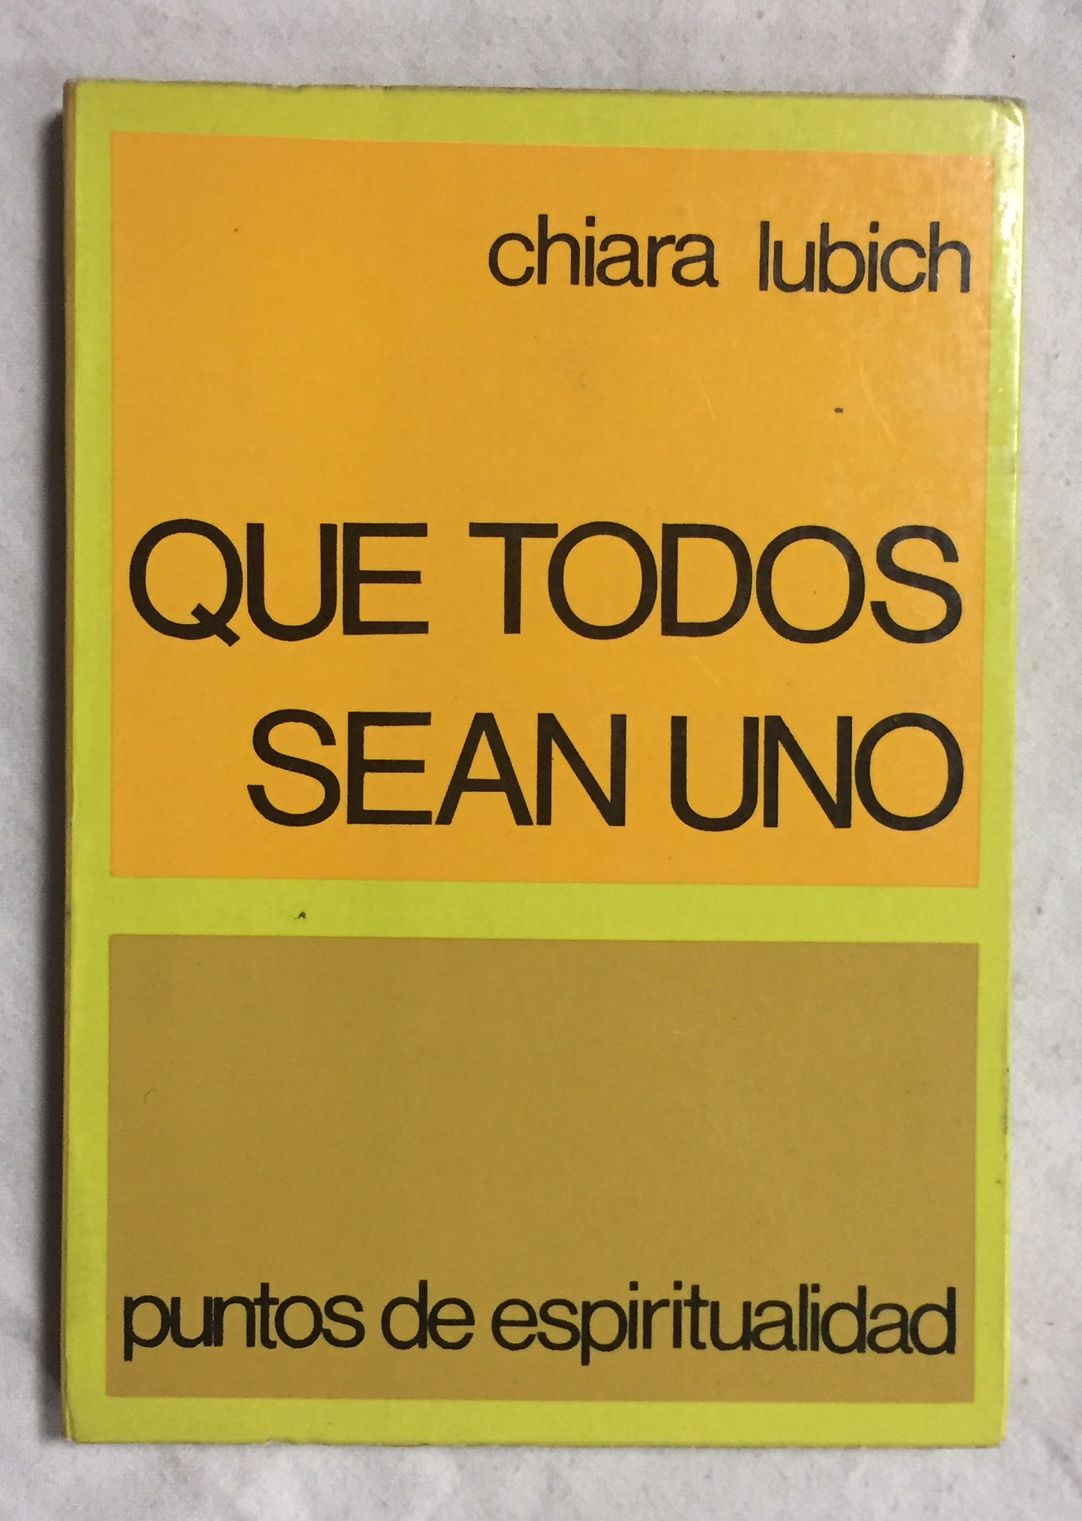 chiara lubich
QUE TODOS
SEAN UNO
puntos de espiritualidad